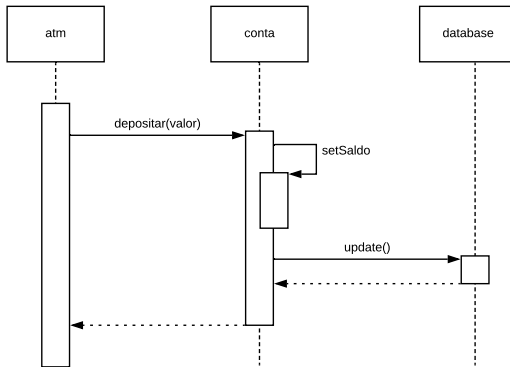 atm
conta
database
depositar(valor)
setSaldo
update()